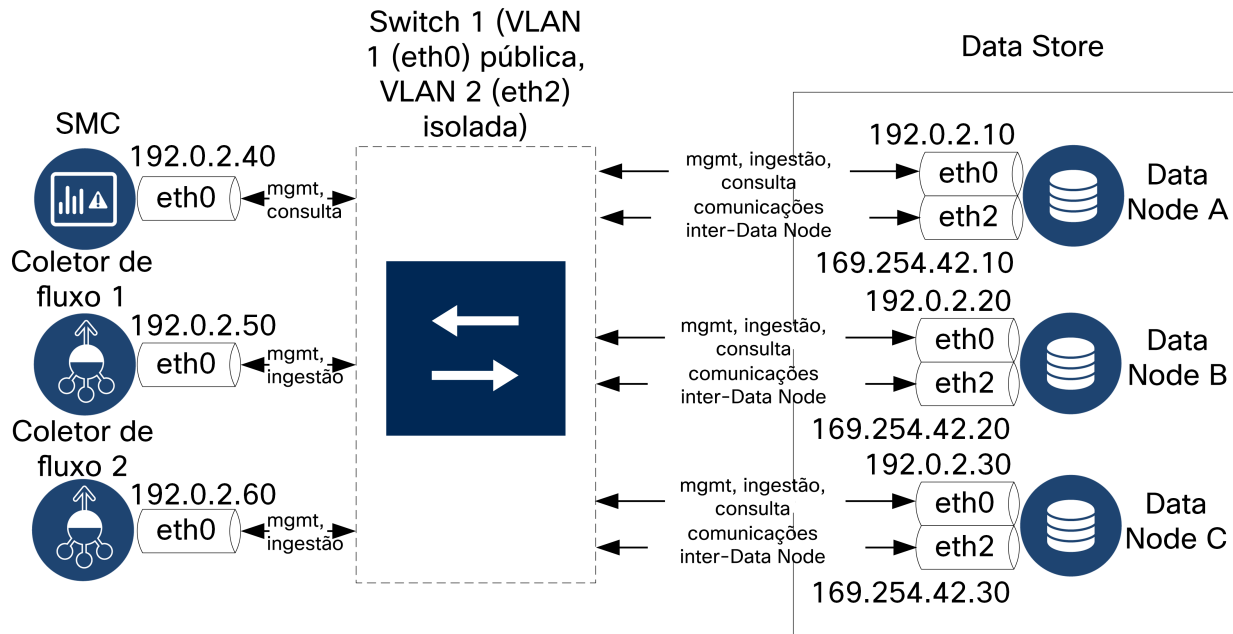 Switch 1 (VLAN
1 (eth0) pública,
VLAN 2 (eth2)
isolada)
Data Store
SMC
192.0.2.40
eth0
mgmt,
consulta
Coletor de
fluxo 1
192.0.2.50
eth0
mgmt,
ingestão
Coletor de
fluxo 2
192.0.2.60
eth0
mgmt,
ingestão
mgmt, ingestão,
consulta
comunicações
inter-Data Node
192.0.2.10
eth0
eth2
169.254.42.10
Data
Node A
mgmt, ingestão,
consulta
comunicações
inter-Data Node
192.0.2.20
eth0
eth2
169.254.42.20
Data
Node B
mgmt, ingestão,
consulta
comunicações
inter-Data Node
192.0.2.30
eth0
eth2
169.254.42.30
Data
Node C